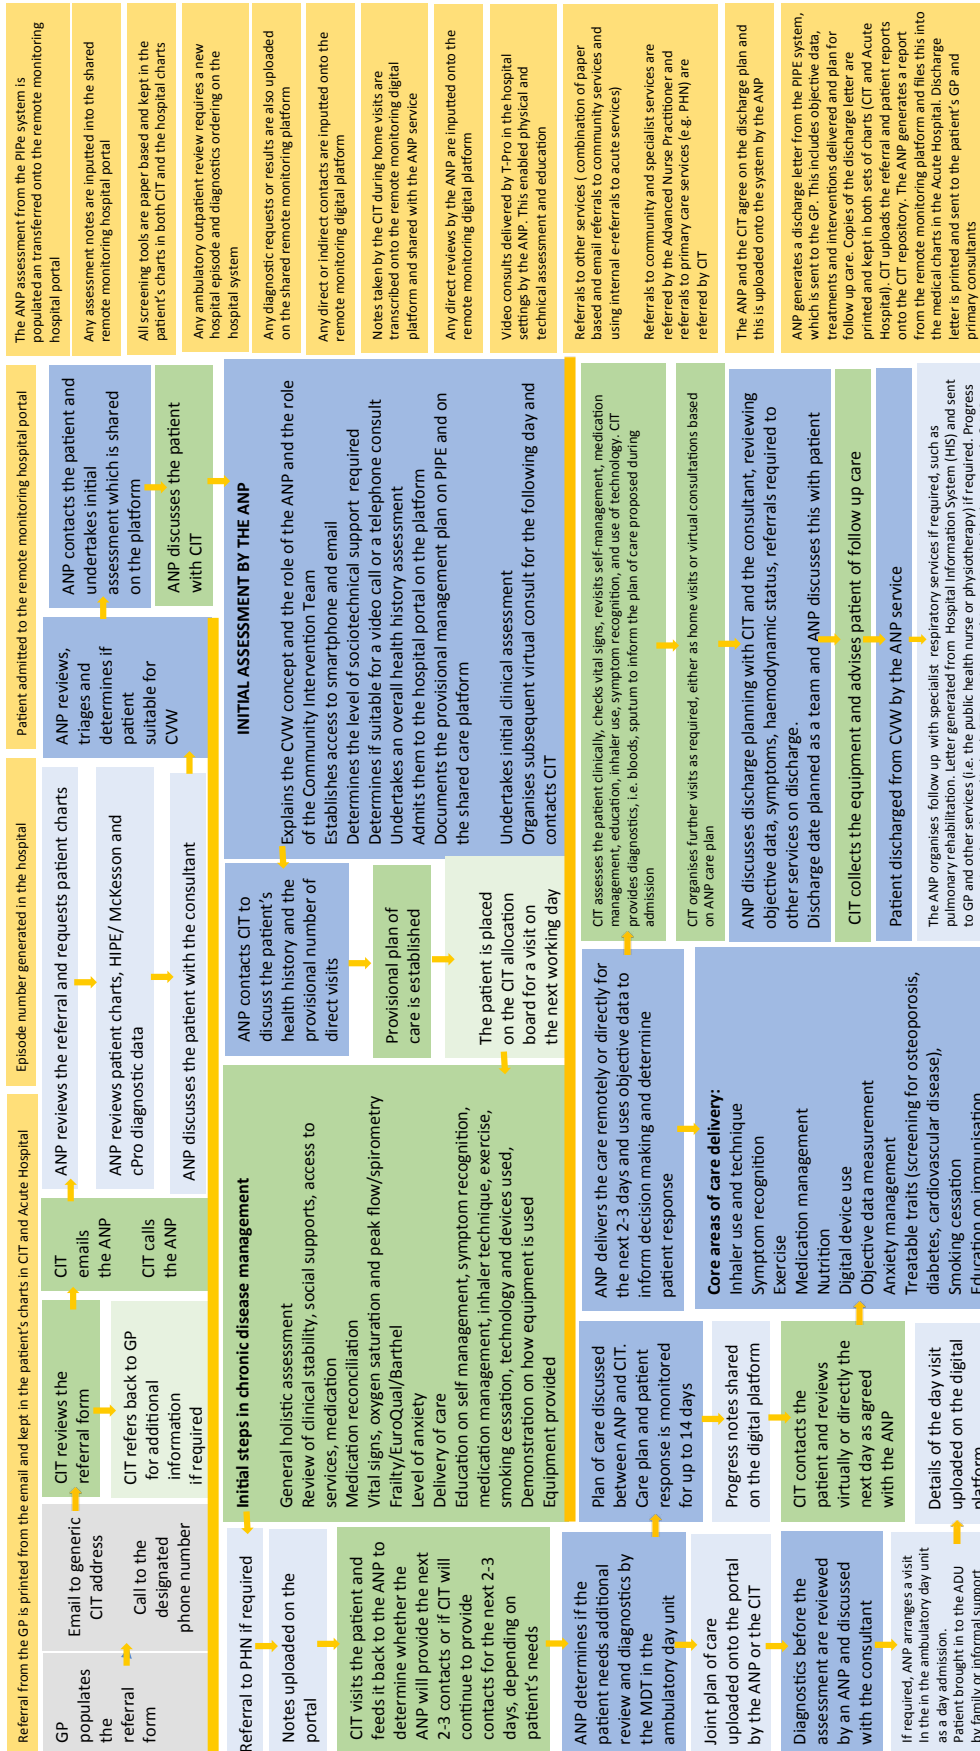 Referral from the GP is printed from the email and kept in the patient's charts in CIT and Acute Hospital
Episode number generated in the hospital
Patient admitted to the remote monitoring hospital portal
GP
populates
the
referral
form
Email to generic
CIT address
Call to the
designated
phone number
CIT reviews the
referral form
CIT refers back to GP
for additional
information
if required
CIT
emails
the ANP
CIT calls
the ANP
ANP reviews the referral and requests patient charts
ANP reviews patient charts, HIPE/ McKesson and
cPro diagnostic data
ANP discusses the patient with the consultant
ANP reviews,
triages and
determines if
patient
suitable for
CVW
ANP contacts the patient and
undertakes initial
assessment which is shared
on the platform
ANP discusses the patient
with CIT
INITIAL ASSESSMENT BY THE ANP
Explains the CVW concept and the role of the ANP and the role
of the Community Intervention Team
Establishes access to smartphone and email
Determines the level of sociotechnical support  required
Determines if suitable for a video call or a telephone consult
Undertakes an overall health history assessment
Admits them to the hospital portal on the platform
Documents the provisional management plan on PIPE and on
the shared care platform
Undertakes initial clinical assessment
Organises subsequent virtual consult for the following day and
contacts CIT
ANP contacts CIT to
discuss the patient's
health history and the
provisional number of
direct visits
Provisional plan of
care is established
The patient is placed
on the CIT allocation
board for a visit on
the next working day
Initial steps in chronic disease management
General holistic assessment
Review of clinical stability, social supports, access to
services, medication
Medication reconciliation
Vital signs, oxygen saturation and peak flow/spirometry
Frailty/EuroQual/Barthel
Level of anxiety
Delivery of care
Education on self management, symptom recognition,
medication management, inhaler technique, exercise,
smoking cessation, technology and devices used,
Demonstration on how equipment is used
Equipment provided
Referral to PHN if required
Notes uploaded on the
portal
CIT visits the patient and
feeds it back to the ANP to
determine whether the
ANP will provide the next
2-3 contacts or if CIT will
continue to provide
contacts for the next 2-3
days, depending on
patient's needs
ANP determines if the
patient needs additional
review and diagnostics by
the MDT in the
ambulatory day unit
Joint plan of care
uploaded onto the portal
by the ANP or the CIT
Diagnostics before the
assessment are reviewed
by an ANP and discussed
with the consultant
If required, ANP arranges a visit
In the in the ambulatory day unit
as a day admission.
Patient brought in to the ADU
by family or informal support
Plan of care discussed
between ANP and CIT.
Care plan and patient
response is monitored
for up to 14 days
Progress notes shared
on the digital platform
CIT contacts the
patient and reviews
virtually or directly the
next day as agreed
with the ANP
Details of the day visit
uploaded on the digital
platform
ANP delivers the care remotely or directly for
the next 2-3 days and uses objective data to
inform decision making and determine
patient response
Core areas of care delivery:
Inhaler use and technique
Symptom recognition
Exercise
Medication management
Nutrition
Digital device use
Objective data measurement
Anxiety management
Treatable traits (screening for osteoporosis,
diabetes, cardiovascular disease),
Smoking cessation
Education on immunisation
CIT assesses the patient clinically, checks vital signs, revisits self-management, medication
management, education, inhaler use, symptom recognition, and use of technology. CIT
provides diagnostics, i.e. bloods, sputum to inform the plan of care proposed during
admission
CIT organises further visits as required, either as home visits or virtual consultations based
on ANP care plan
ANP discusses discharge planning with CIT and the consultant, reviewing
objective data, symptoms, haemodynamic status, referrals required to
other services on discharge.
Discharge date planned as a team and ANP discusses this with patient
CIT collects the equipment and advises patient of follow up care
Patient discharged from CVW by the ANP service
The ANP organises  follow up  with specialist  respiratory services if required, such as
pulmonary rehabilitation. Letter generated from Hospital Information System (HIS) and sent
to GP and other services (i.e. the public health nurse or physiotherapy) if required. Progress
The ANP assessment from the PIPe system is
populated an transferred onto the remote monitoring
hospital portal
Any assessment notes are inputted into the shared
remote monitoring hospital portal
All screening tools are paper based and kept in the
patient's charts in both CIT and the hospital charts
Any ambulatory outpatient review requires a new
hospital episode and diagnostics ordering on the
hospital system
Any diagnostic requests or results are also uploaded
on the shared remote monitoring platform
Any direct or indirect contacts are inputted onto the
remote monitoring digital platform
Notes taken by the CIT during home visits are
transcribed onto the remote monitoring digital
platform and shared with the ANP service
Any direct reviews by the ANP are inputted onto the
remote monitoring digital platform
Video consults delivered by T-Pro in the hospital
settings by the ANP. This enabled physical and
technical assessment and education
Referrals to other services ( combination of paper
based and email referrals to community services and
using internal e-referrals to acute services)
Referrals to community and specialist services are
referred by the Advanced Nurse Practitioner and
referrals to primary care services (e.g. PHN) are
referred by CIT
The ANP and the CIT agree on the discharge plan and
this is uploaded onto the system by the ANP
ANP generates a discharge letter from the PIPE system,
which is sent to the GP. This includes objective data,
treatments and interventions delivered and plan for
follow up care. Copies of the discharge letter are
printed and kept in both sets of charts (CIT and Acute
Hospital). CIT uploads the referral and patient reports
onto the CIT repository. The ANP generates a report
from the remote monitoring platform and files this into
the medical charts in the Acute Hospital. Discharge
letter is printed and sent to the patient's GP and
primary consultants